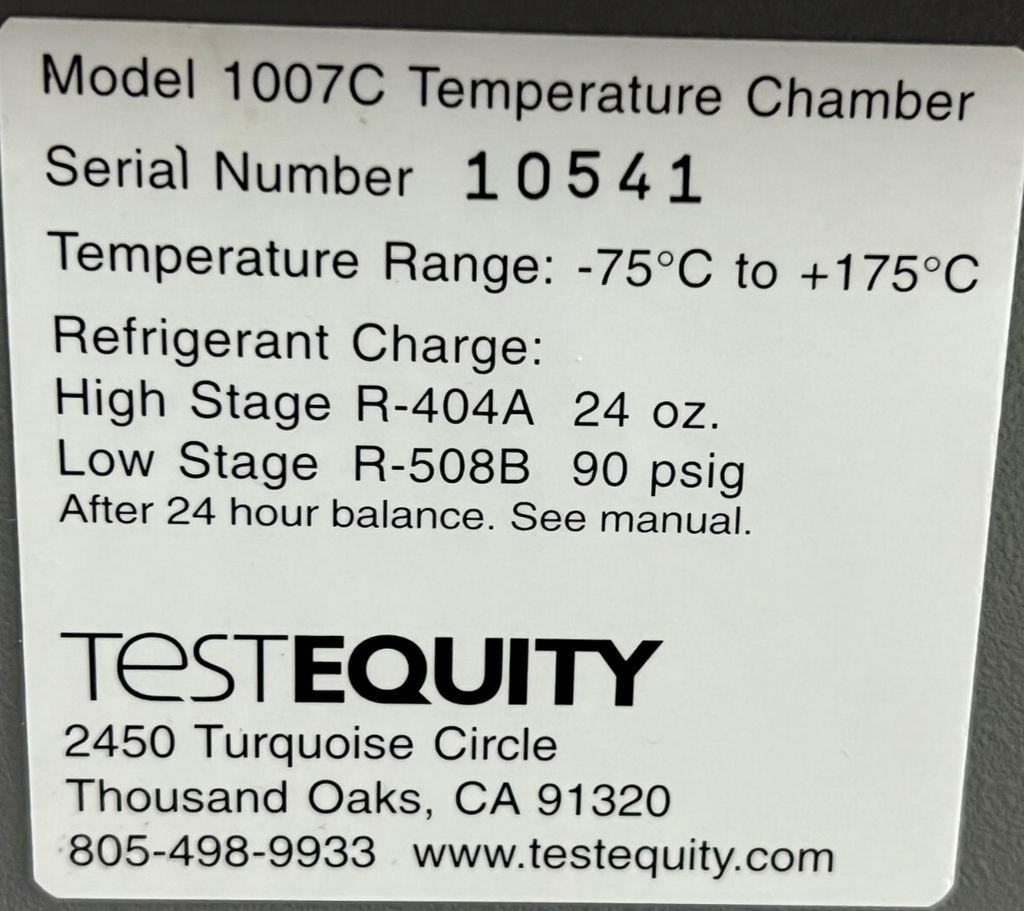 Model 1007C Temperature Chamber
Serial Number 10541
Temperature Range: -75°C to +175°C
Refrigerant Charge:
High Stage R-404A 24 oz.
Low Stage R-508B 90 psig
After 24 hour balance. See manual.
TesTEQUITY
2450 Turquoise Circle
Thousand Oaks, CA 91320
805-498-9933 www.testequity.com